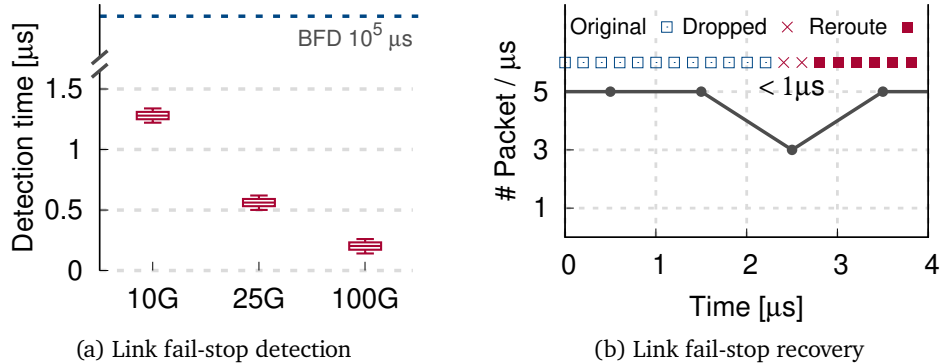 Detection time [μs]
BFD 10⁵ μs
1.5
1
0.5
0
10G 25G 100G
(a) Link fail-stop detection
Original Dropped Reroute
< 1μs
# Packet / μs
5
3
1
0 1 2 3 4
Time [μs]
(b) Link fail-stop recovery